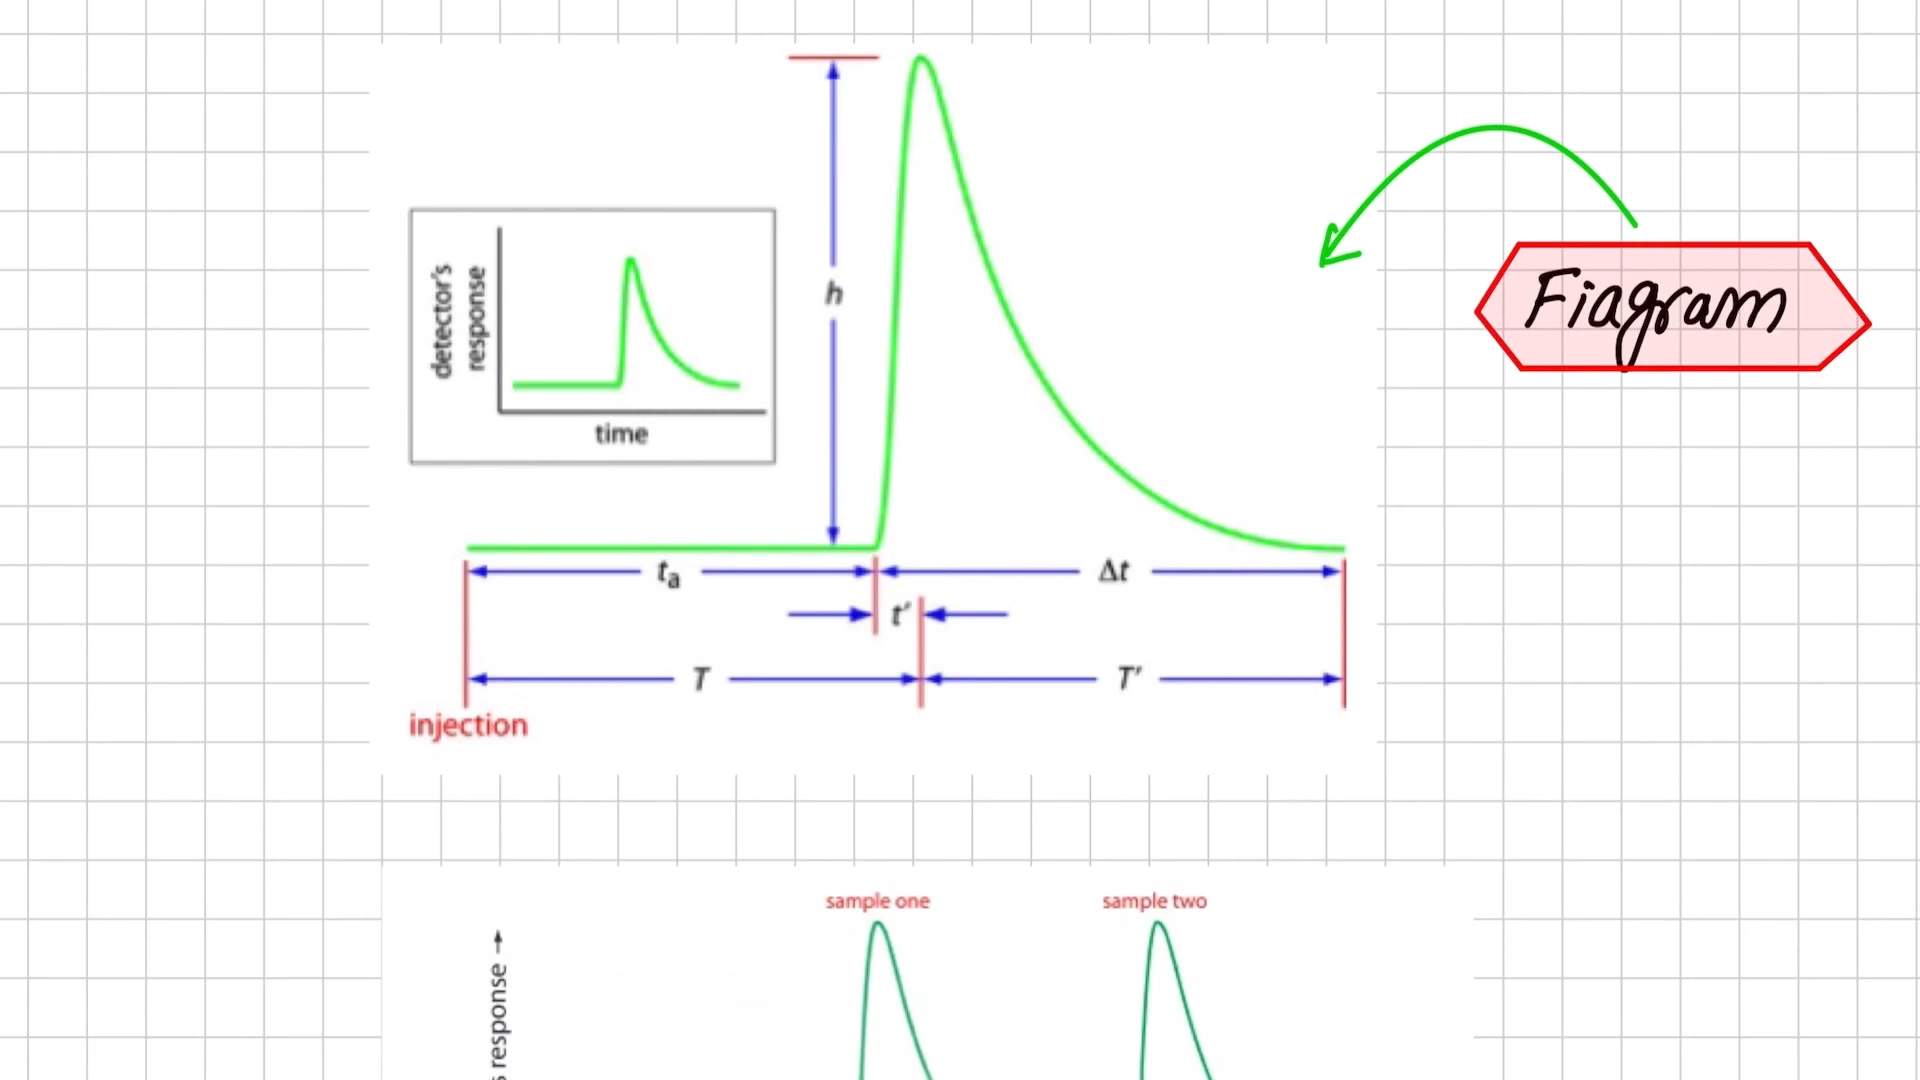 h
Fiagram
detector's
response
time
ta
Δt
t′
T
T′
injection
sample one
sample two
response →